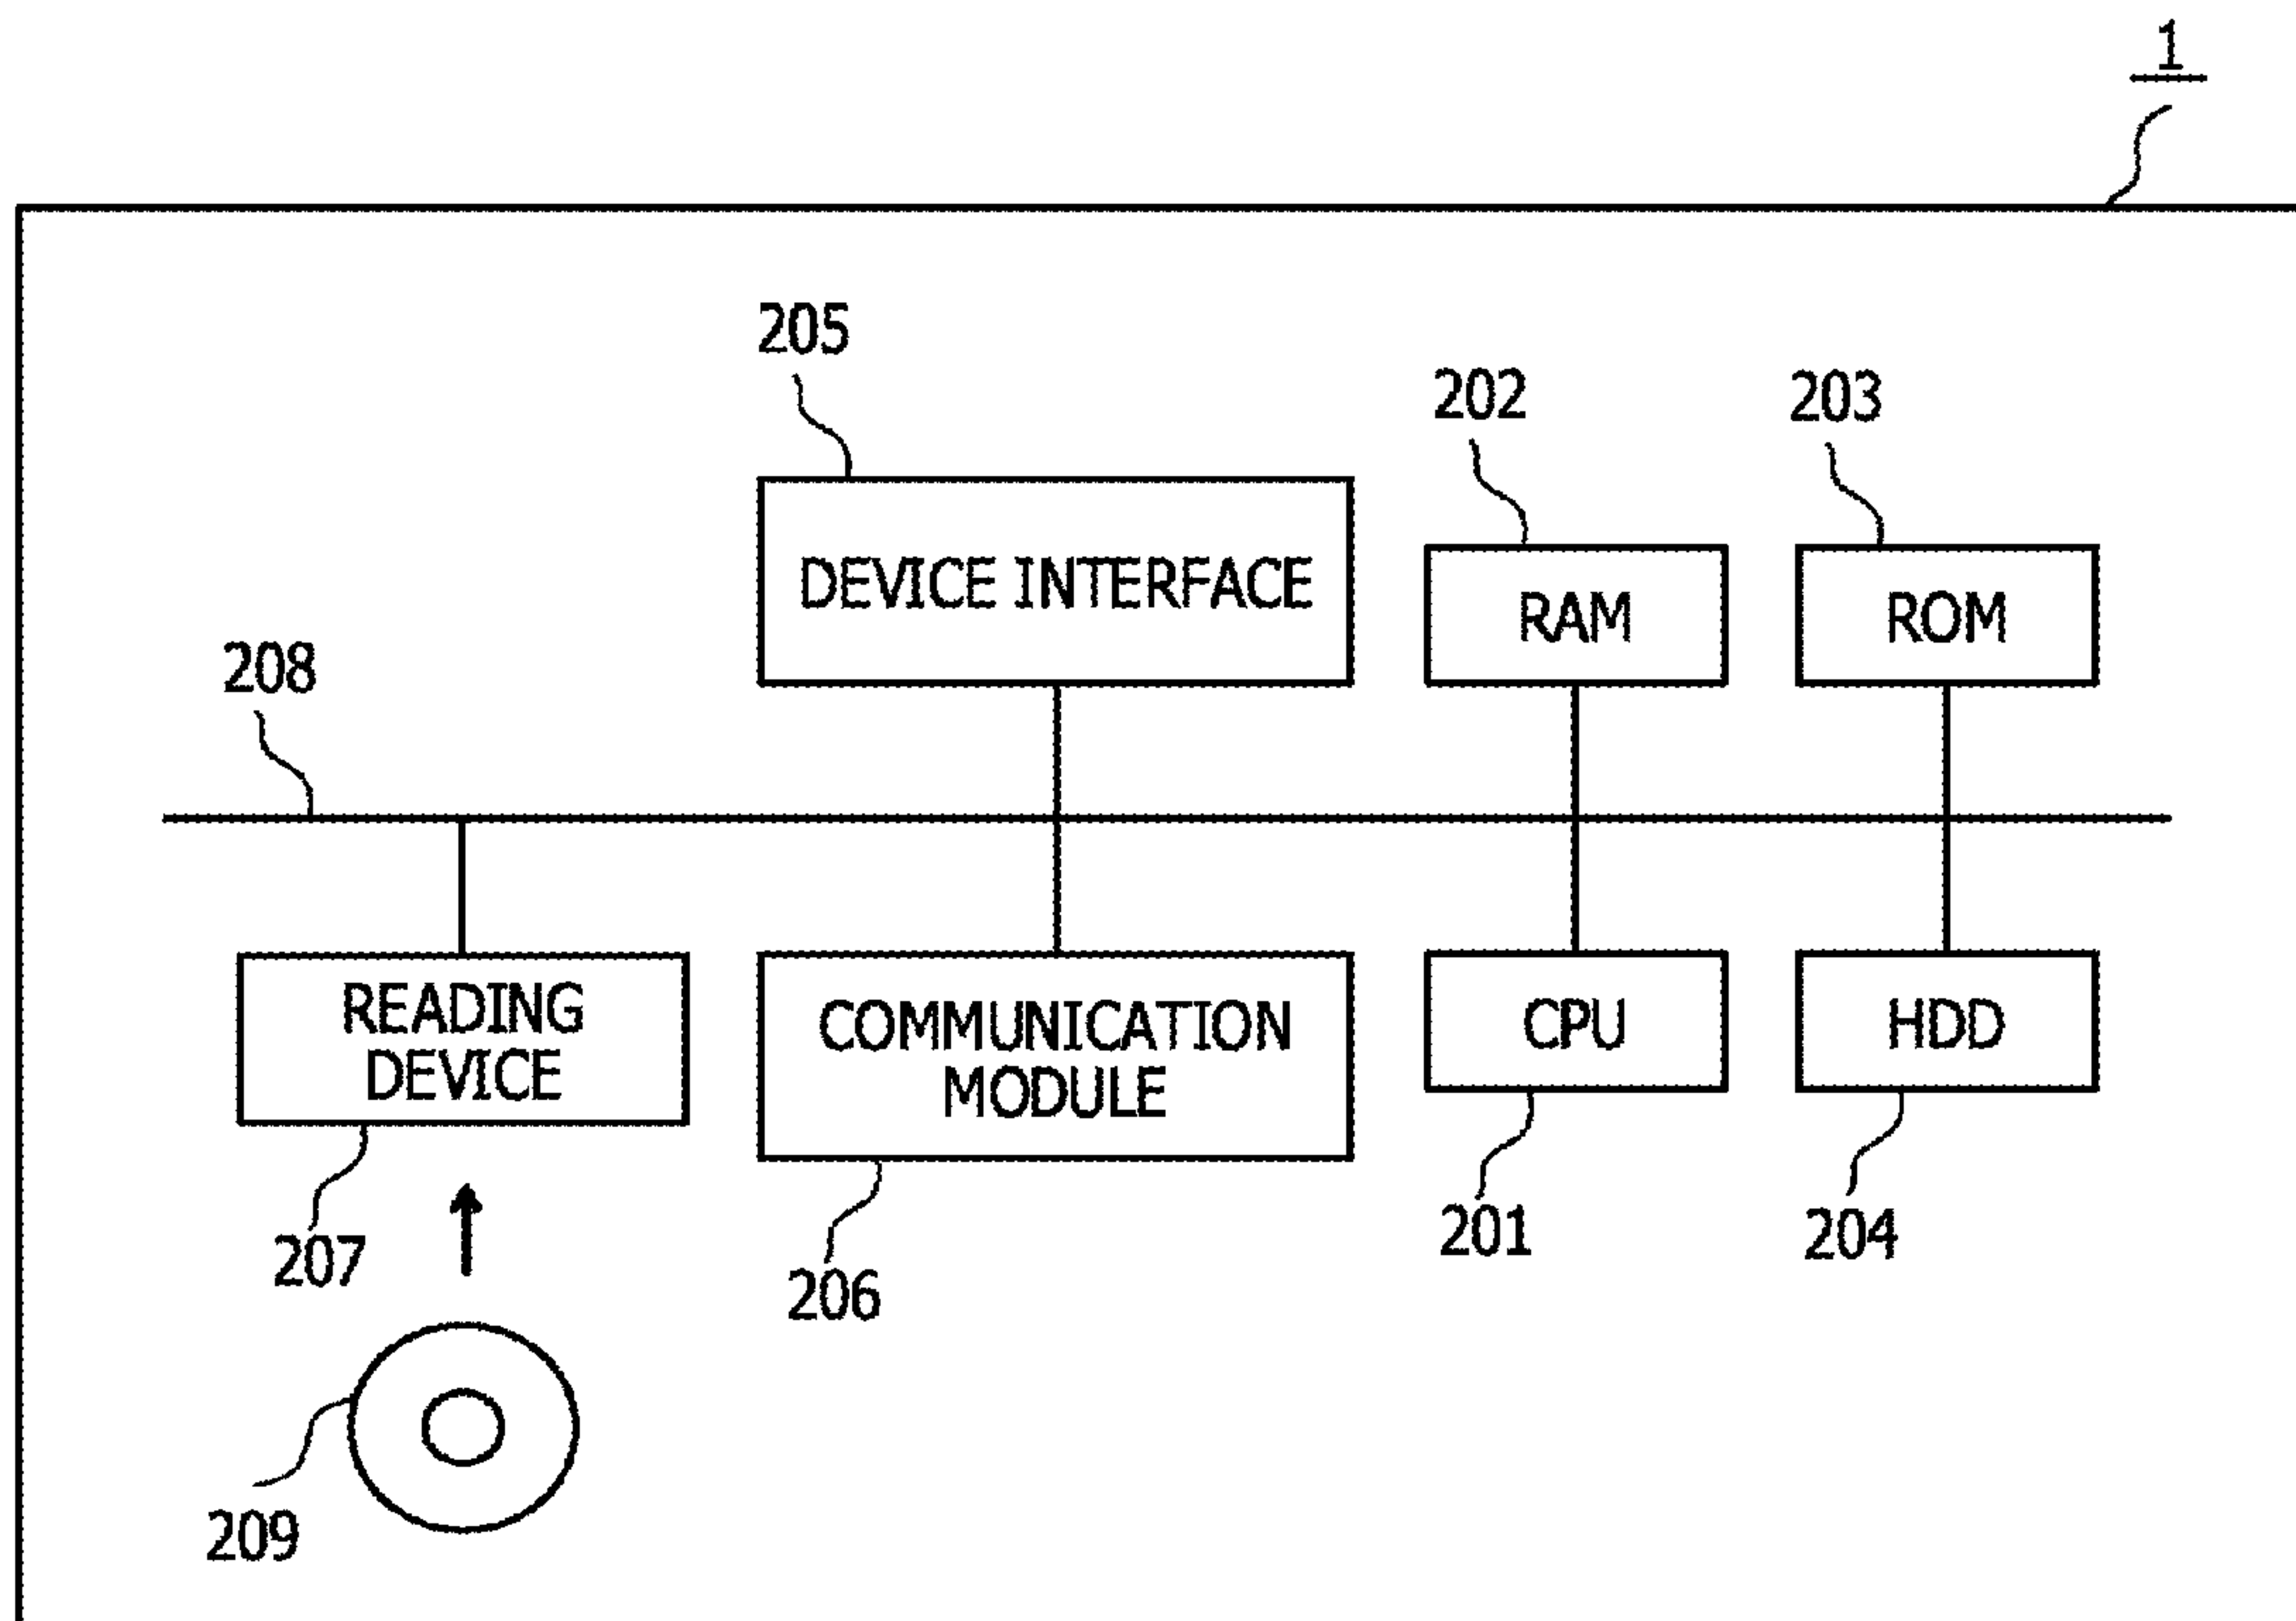 1
205
202
203
DEVICE INTERFACE
RAM
ROM
208
READING
DEVICE
COMMUNICATION
MODULE
CPU
HDD
207
206
201
204
209